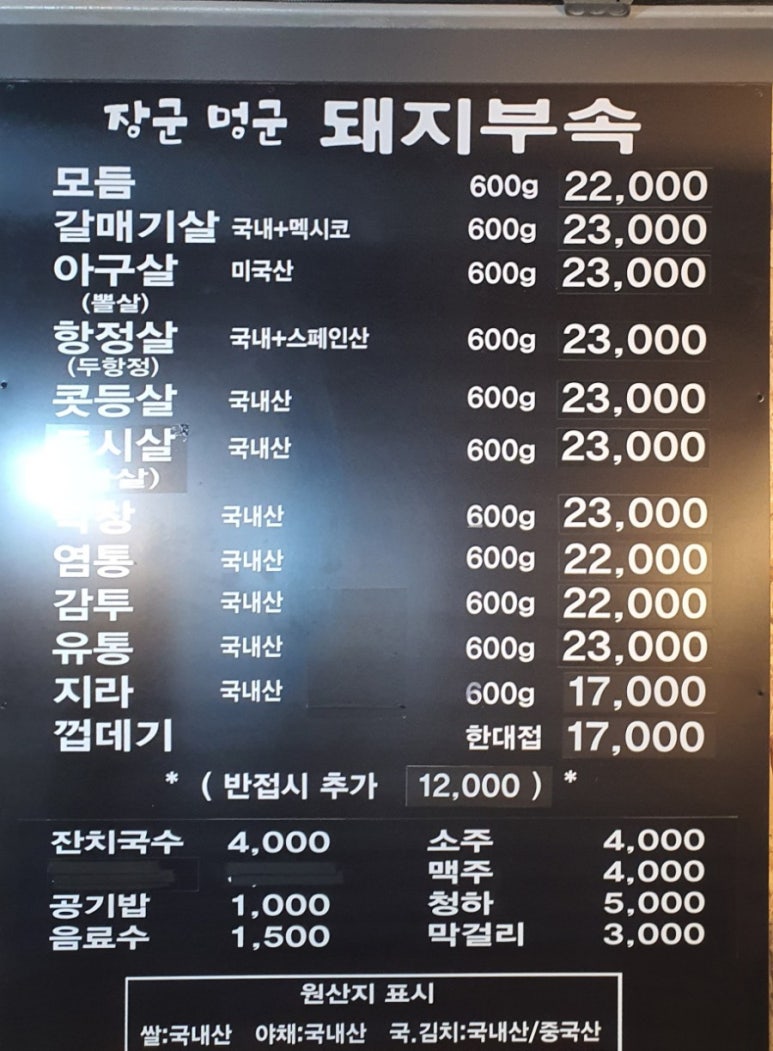 장군 멍군 돼지부속
모듬 600g 22,000
갈매기살 국내+멕시코 600g 23,000
아구살 미국산 600g 23,000
(뽈살)
항정살 국내+스페인산 600g 23,000
(두항정)
콧등살 국내산 600g 23,000
시살 국내산 600g 23,000
살)
국내산 600g 23,000
염통 국내산 600g 22,000
감투 국내산 600g 22,000
유통 국내산 600g 23,000
지라 국내산 600g 17,000
껍데기 한대접 17,000
* ( 반접시 추가 12,000 ) *
잔치국수 4,000 소주 4,000
맥주 4,000
공기밥 1,000 청하 5,000
음료수 1,500 막걸리 3,000
원산지 표시
쌀:국내산 야채:국내산 국.김치:국내산/중국산